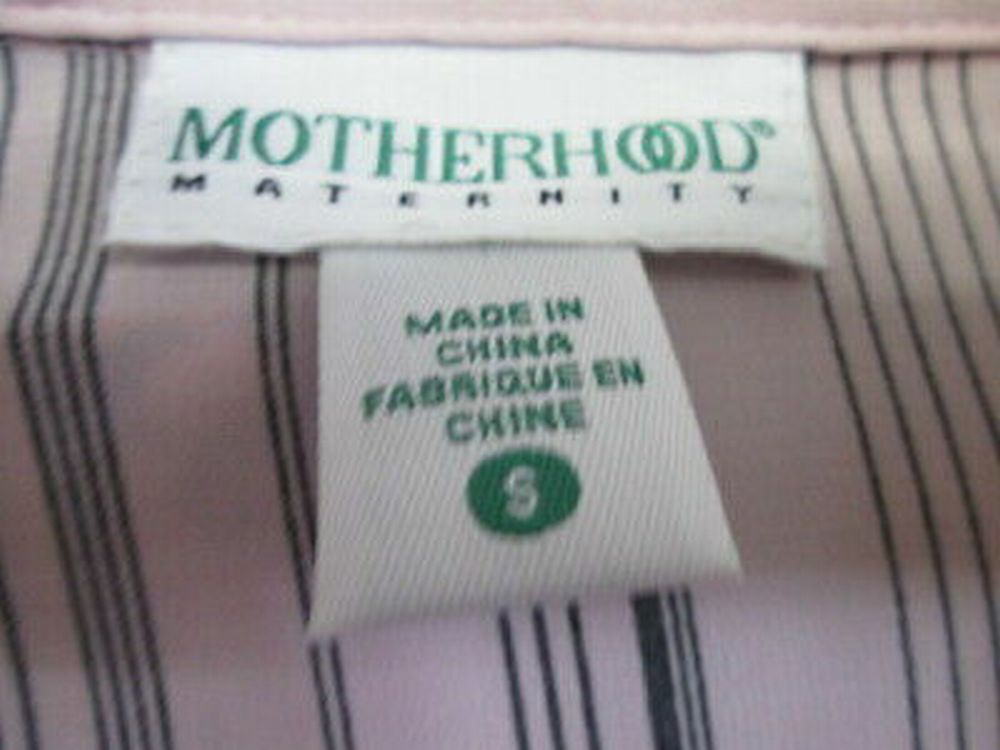 MOTHERHOOD®
MATERNITY
MADE IN
CHINA
FABRIQUE EN
CHINE
S